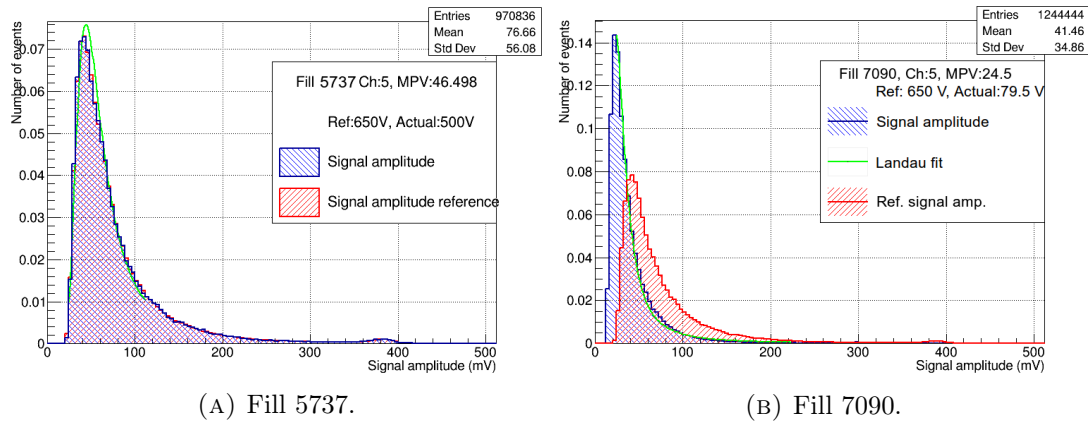 Entries 970836
Mean 76.66
Std Dev 56.08
Number of events
0.07
0.06
0.05
0.04
0.03
0.02
0.01
0
Fill 5737 Ch:5, MPV:46.498
Ref:650V, Actual:500V
Signal amplitude
Signal amplitude reference
0 100 200 300 400 500
Signal amplitude (mV)
(A) Fill 5737.
Entries 1244444
Mean 41.46
Std Dev 34.86
Number of events
0.14
0.12
0.1
0.08
0.06
0.04
0.02
0
Fill 7090, Ch:5, MPV:24.5
Ref: 650 V, Actual:79.5 V
Signal amplitude
Landau fit
Ref. signal amp.
0 100 200 300 400 500
Signal amplitude (mV)
(B) Fill 7090.